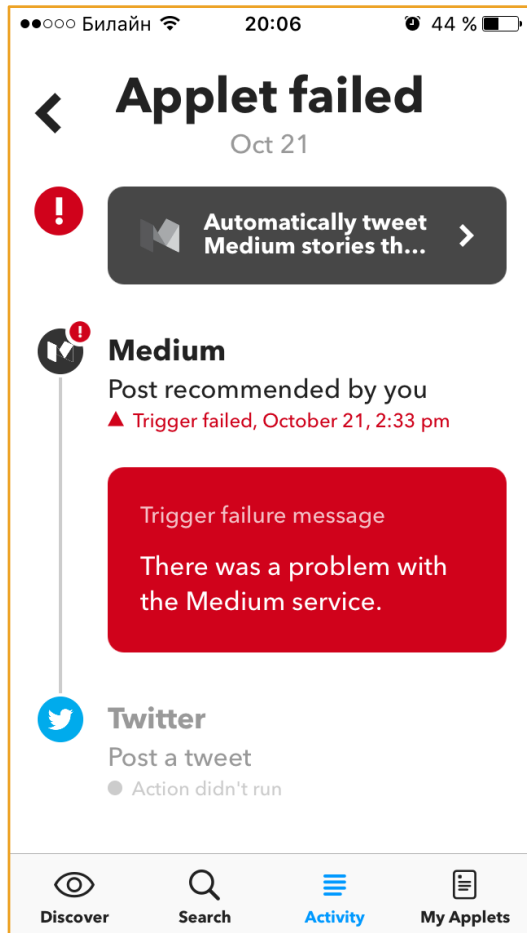 Билайн 20:06 44 %
Applet failed
Oct 21
Automatically tweet
Medium stories th...
Medium
Post recommended by you
Trigger failed, October 21, 2:33 pm
Trigger failure message
There was a problem with
the Medium service.
Twitter
Post a tweet
Action didn't run
Discover Search Activity My Applets